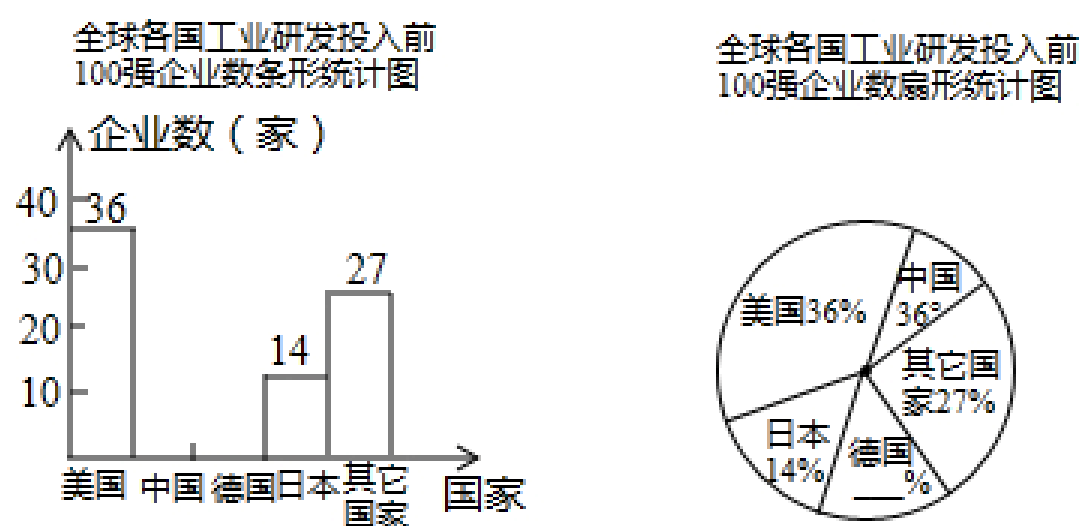 全球各国工业研发投入前
100强企业数条形统计图
企业数（家）
40
36
30
27
20
14
10
美国
中国
德国
日本
其它
国家
国家
全球各国工业研发投入前
100强企业数扇形统计图
中国
36°
美国36%
其它国
家27%
日本
14%
德国
___%